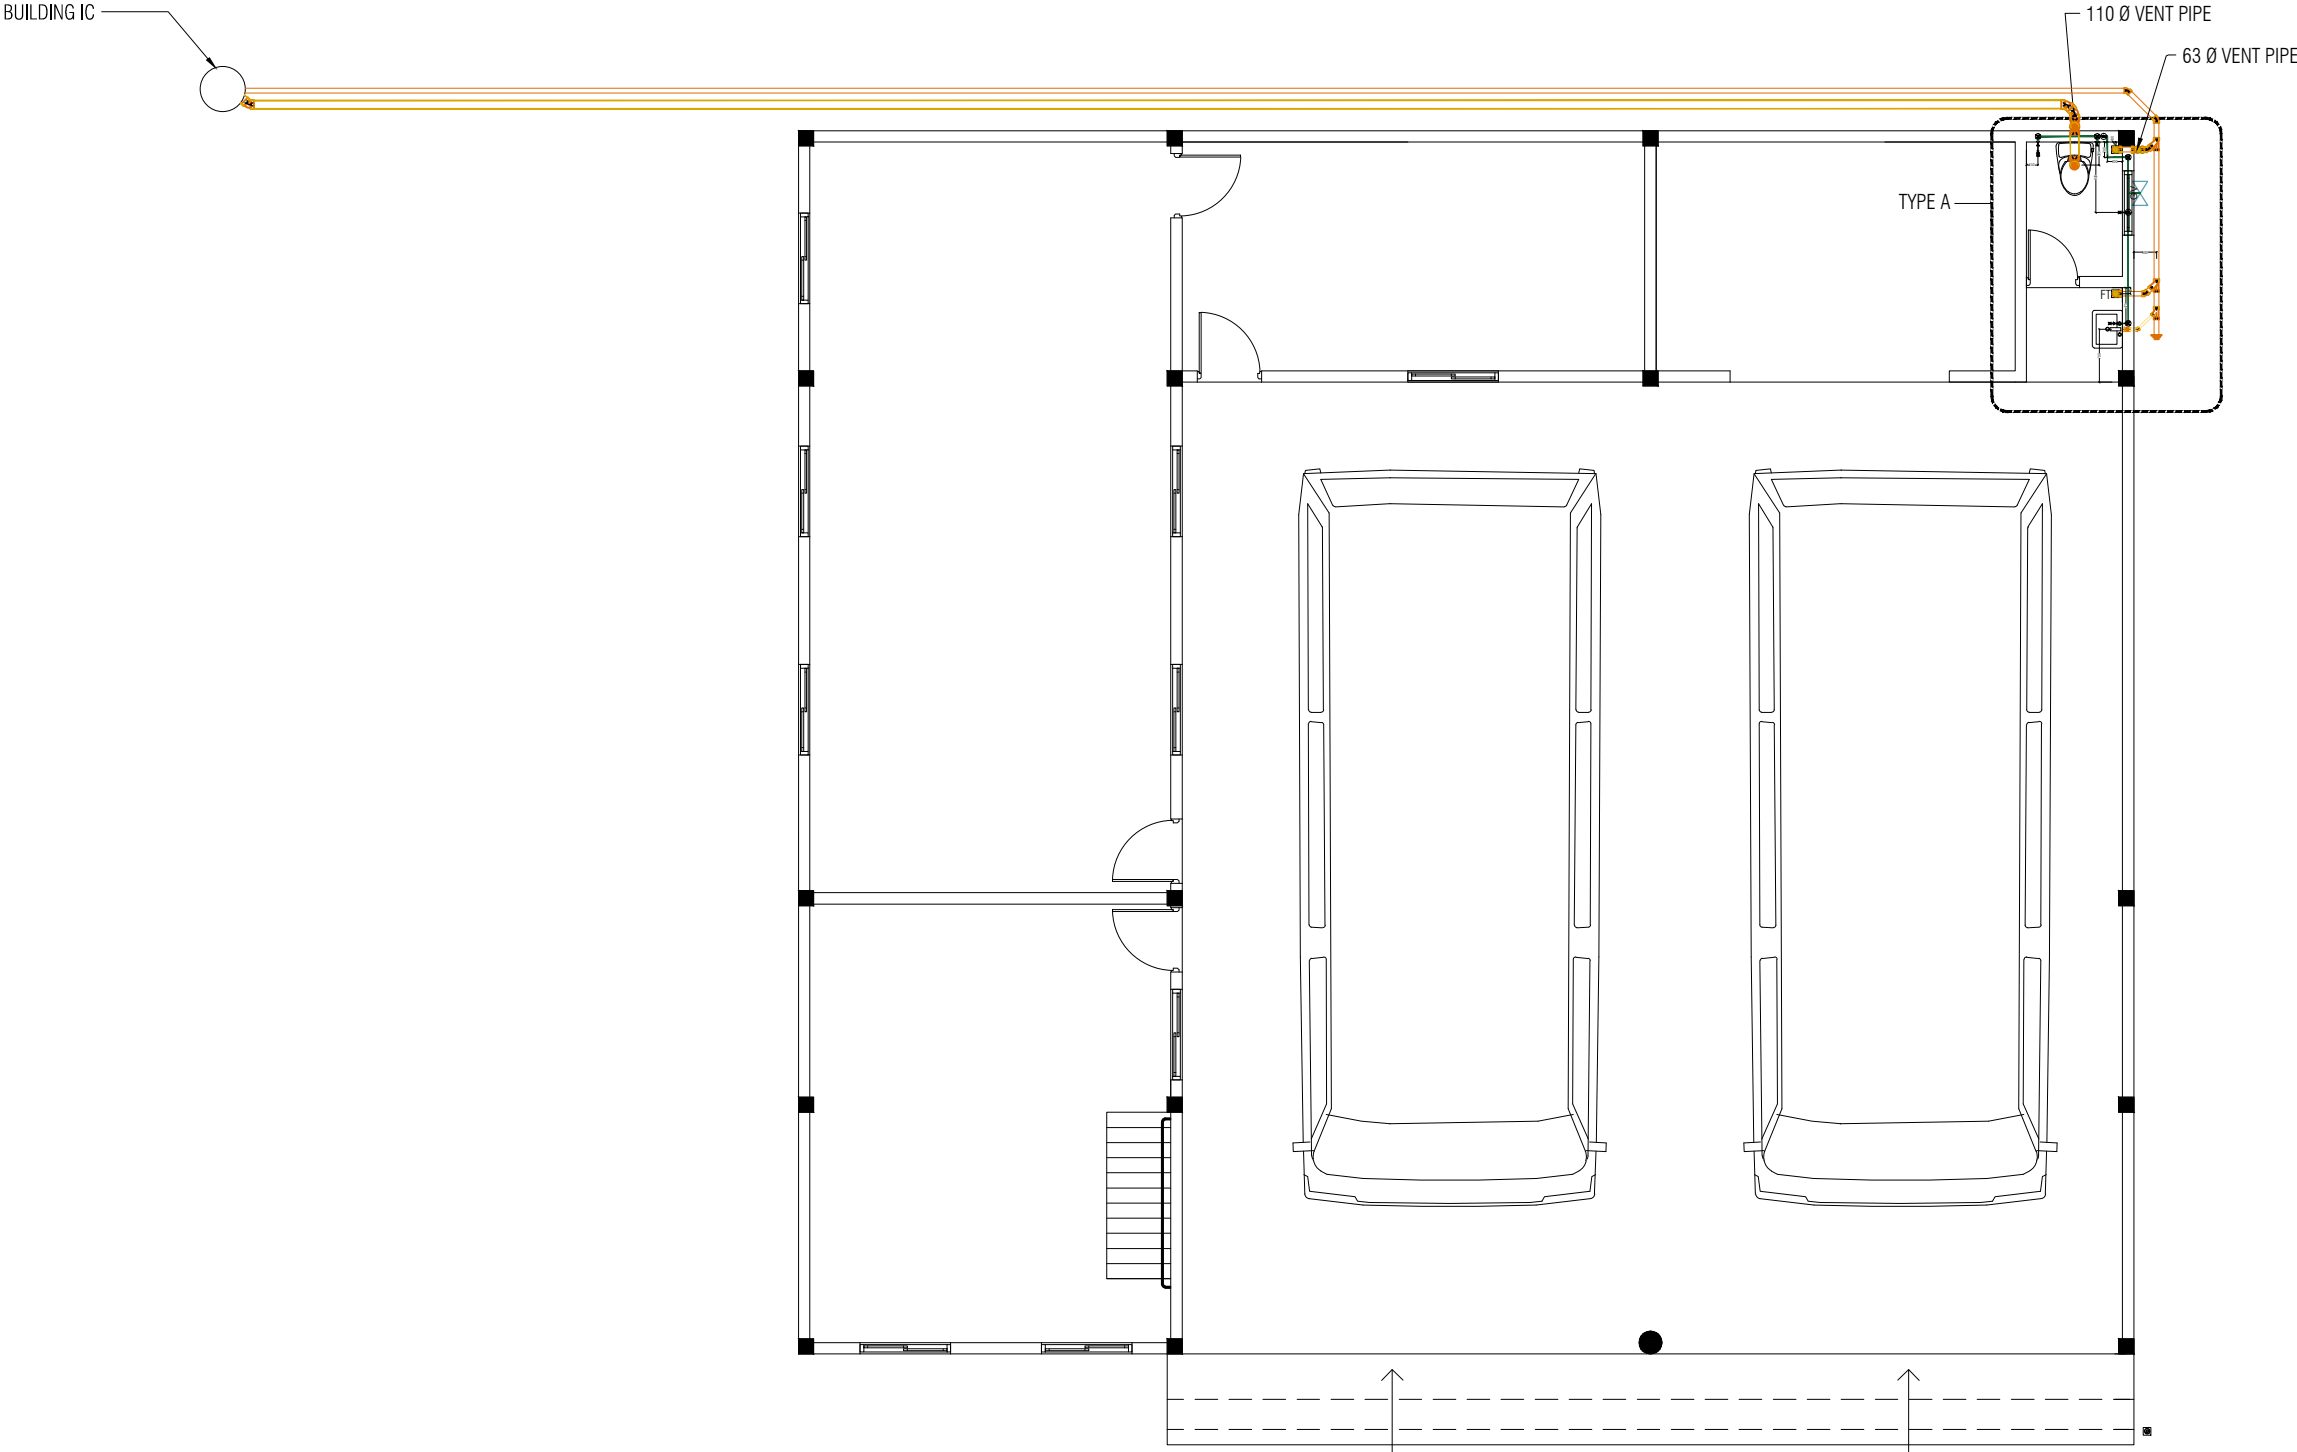 BUILDING IC
110 Ø VENT PIPE
63 Ø VENT PIPE
TYPE A
FT